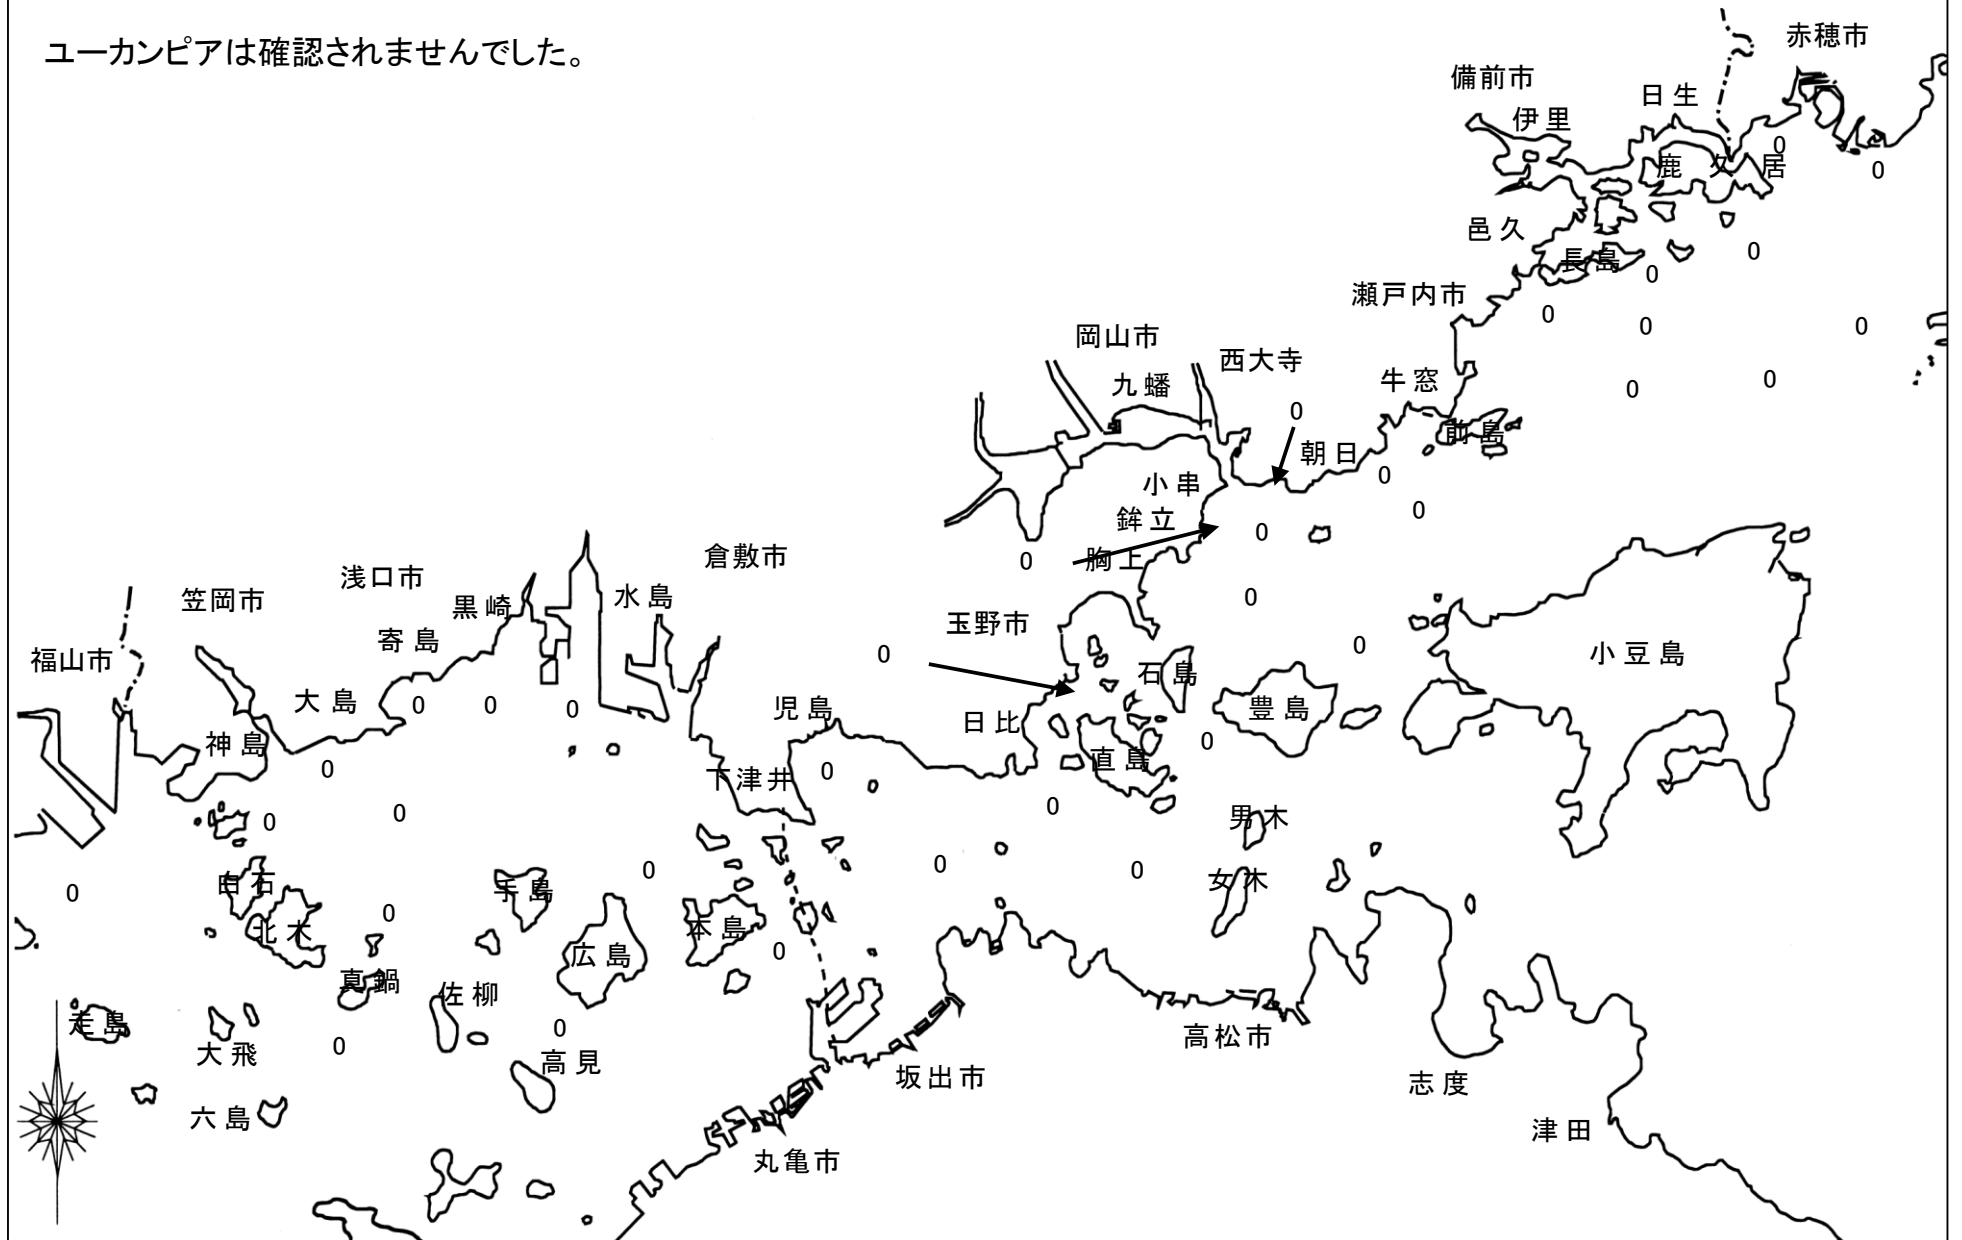 ユーカンピアは確認されませんでした。
赤穂市
備前市
日生
伊里
0
鹿久居
0
邑久
0
長島
0
瀬戸内市
0
0
0
岡山市
西大寺
0
牛窓
九蟠
0
0
前島
朝日
0
小串
0
鉾立
0
胸上
0
倉敷市
浅口市
水島
0
笠岡市
黒崎
玉野市
寄島
0
小豆島
0
福山市
石島
大島
0
0
0
児島
豊島
日比
神島
0
直島
0
0
下津井
0
0
男木
0
0
0
0
0
白石
手島
女木
0
0
北木
本島
0
広島
真鍋
佐柳
走島
0
高松市
0
大飛
高見
坂出市
志度
六島
津田
丸亀市